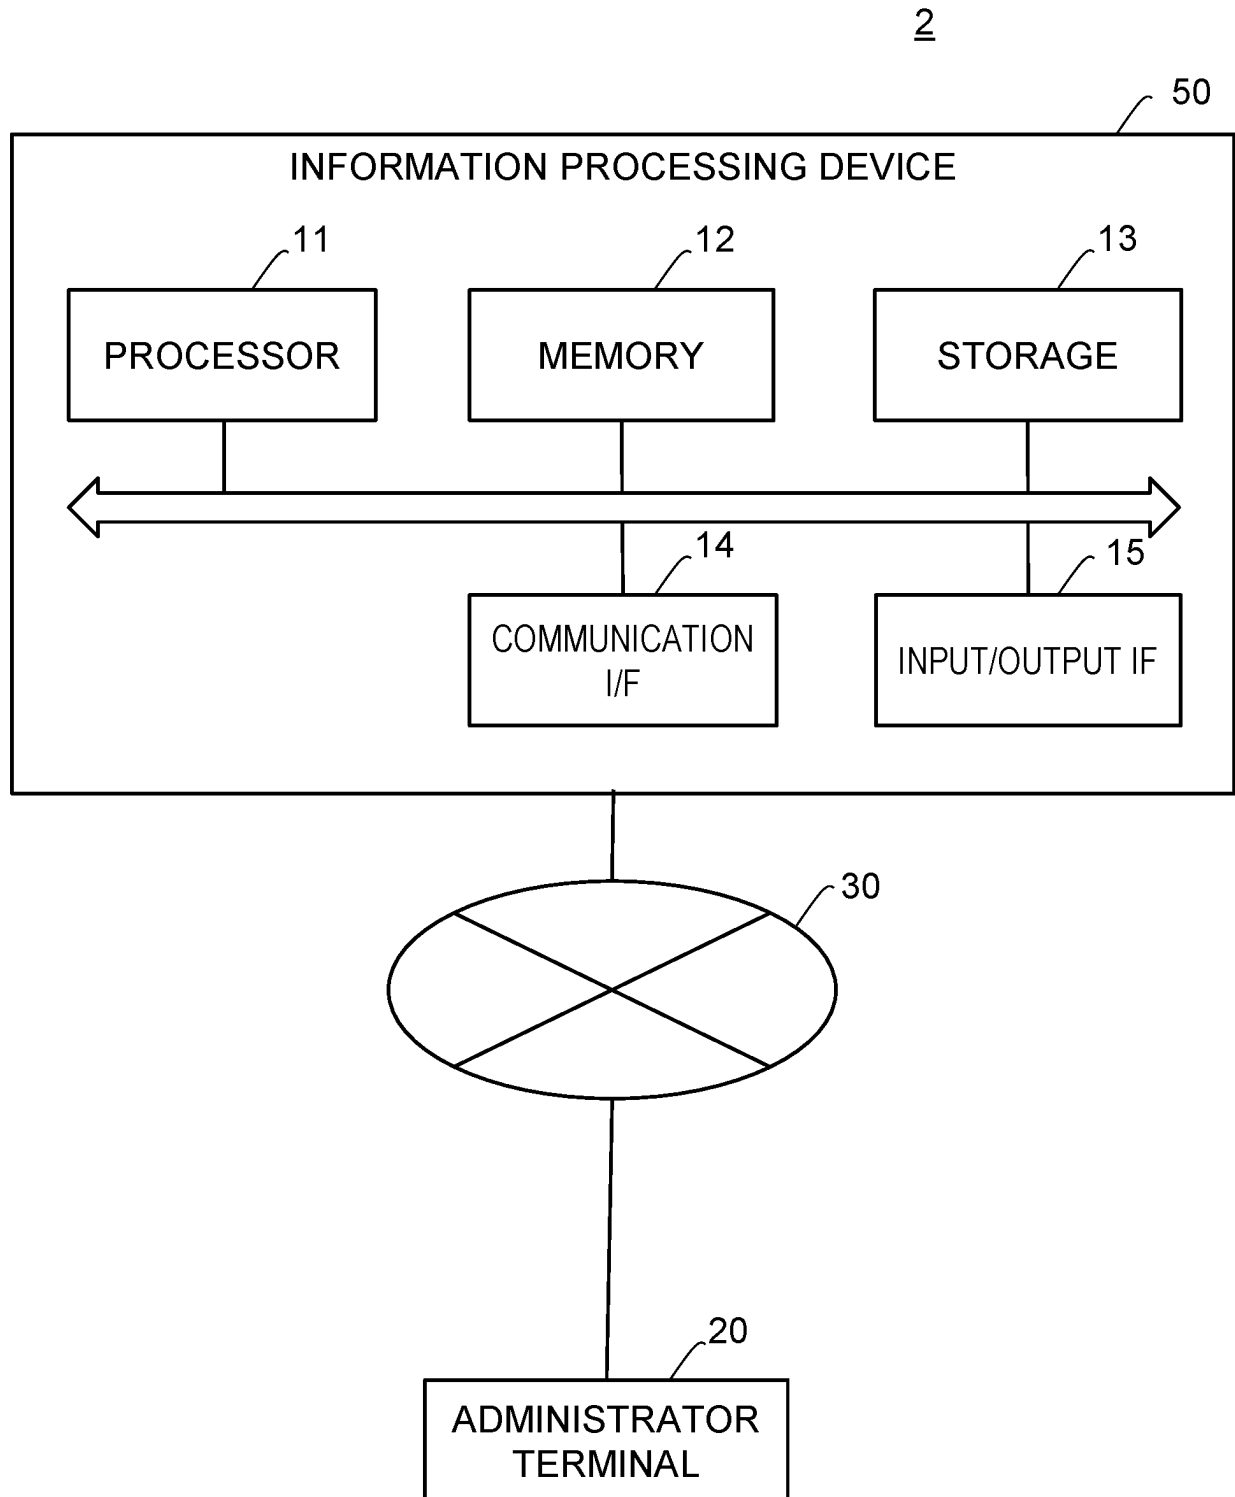 2
50
INFORMATION PROCESSING DEVICE
11
12
13
PROCESSOR
MEMORY
STORAGE
14
15
COMMUNICATION
I/F
INPUT/OUTPUT IF
30
20
ADMINISTRATOR
TERMINAL